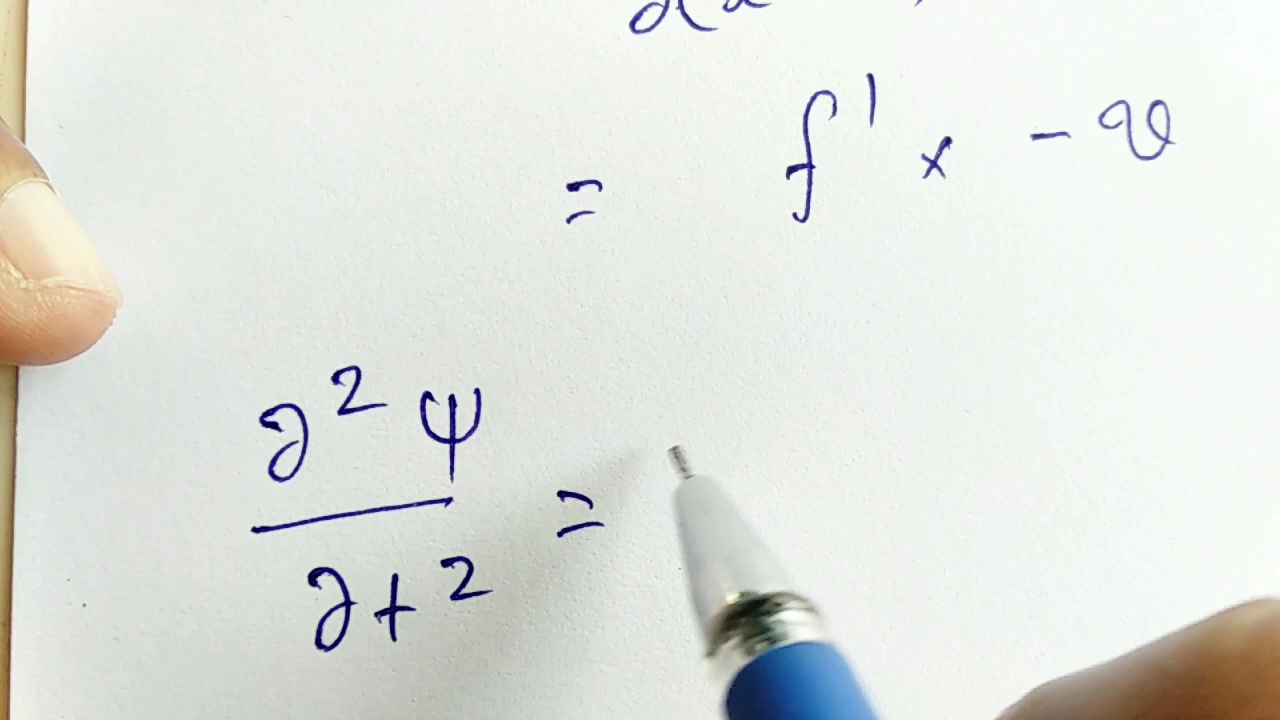 = f' × - v
∂²ψ / ∂t² =